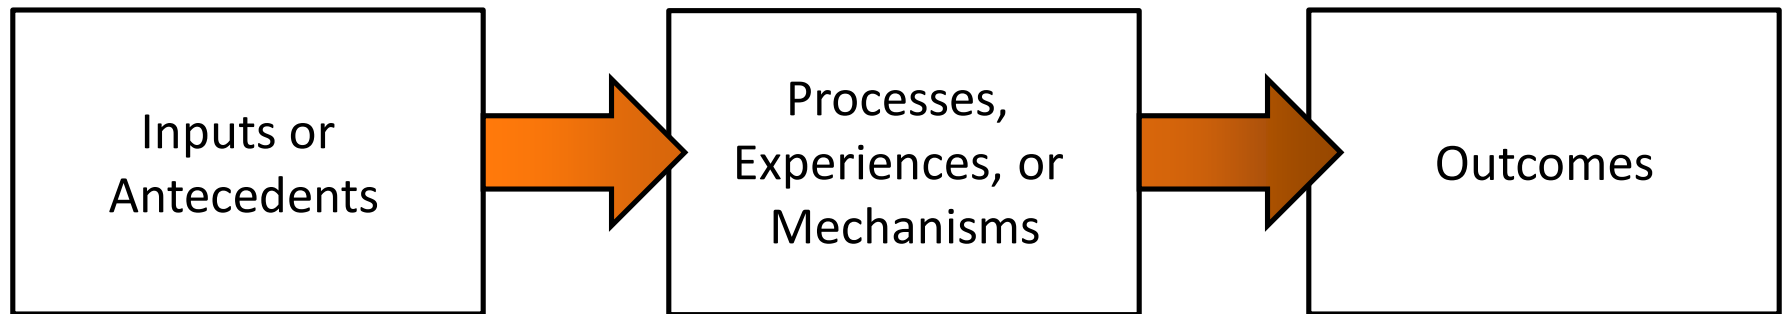 Inputs or
Antecedents
Processes,
Experiences, or
Mechanisms
Outcomes